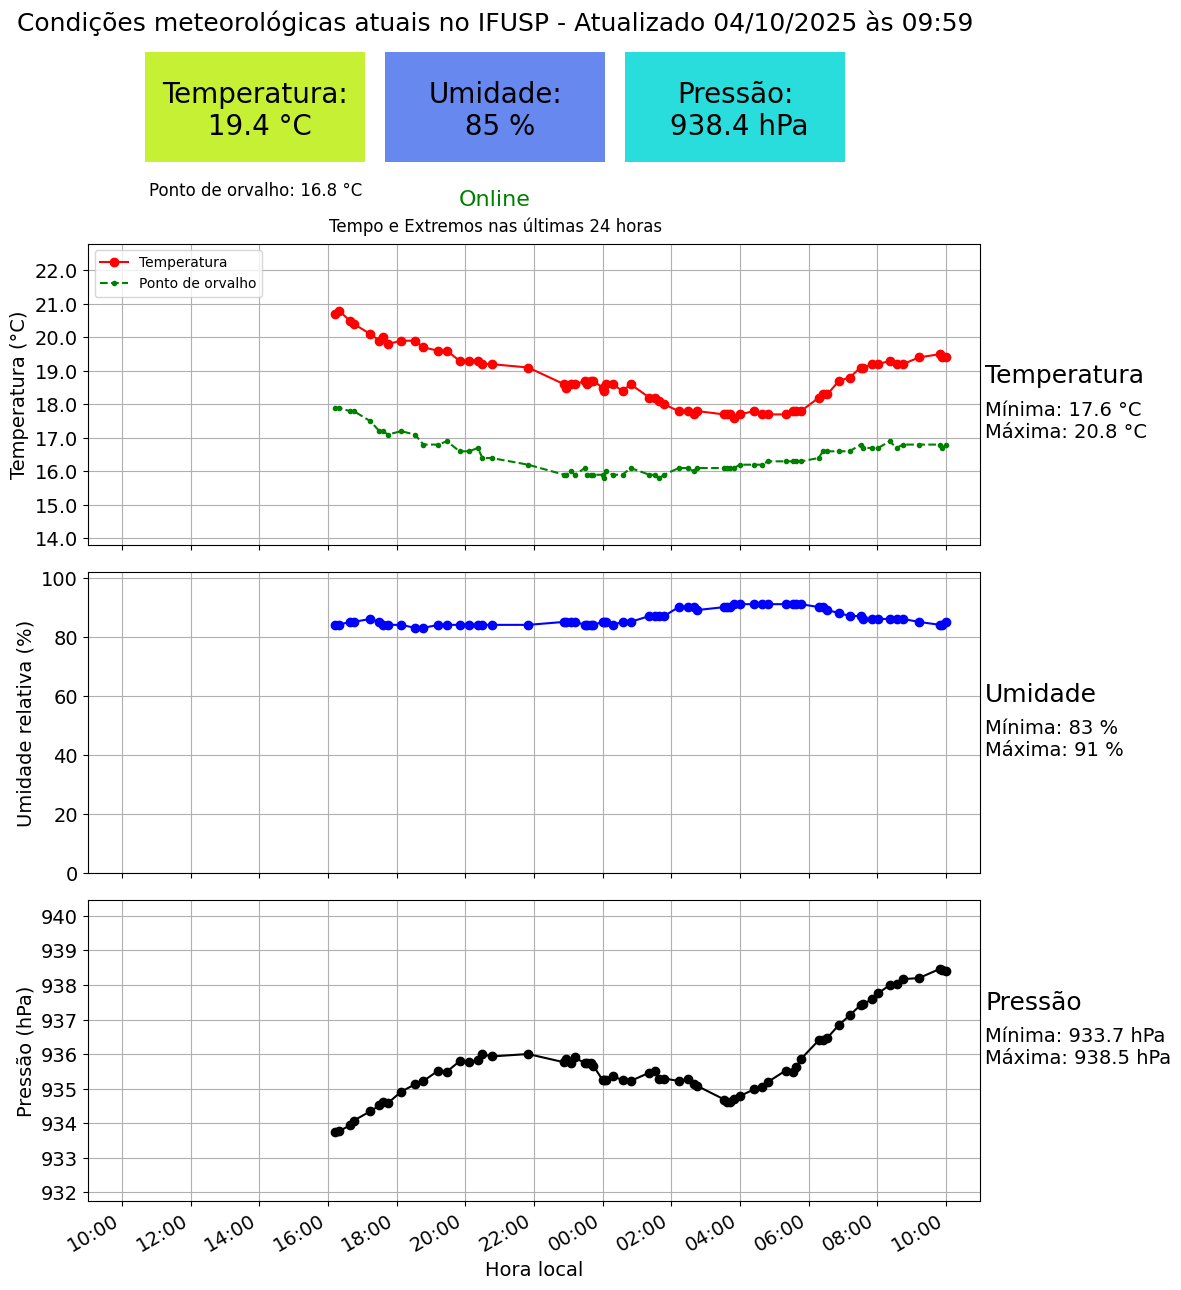 Condições meteorológicas atuais no IFUSP - Atualizado 04/10/2025 às 09:59
Temperatura:
19.4 °C
Umidade:
85 %
Pressão:
938.4 hPa
Ponto de orvalho: 16.8 °C
Online
Tempo e Extremos nas últimas 24 horas
Temperatura
Ponto de orvalho
Temperatura (°C)
22.0
21.0
20.0
19.0
18.0
17.0
16.0
15.0
14.0
Temperatura
Mínima: 17.6 °C
Máxima: 20.8 °C
Umidade relativa (%)
100
80
60
40
20
0
Umidade
Mínima: 83 %
Máxima: 91 %
Pressão (hPa)
940
939
938
937
936
935
934
933
932
Pressão
Mínima: 933.7 hPa
Máxima: 938.5 hPa
10:00
12:00
14:00
16:00
18:00
20:00
22:00
00:00
02:00
04:00
06:00
08:00
10:00
Hora local